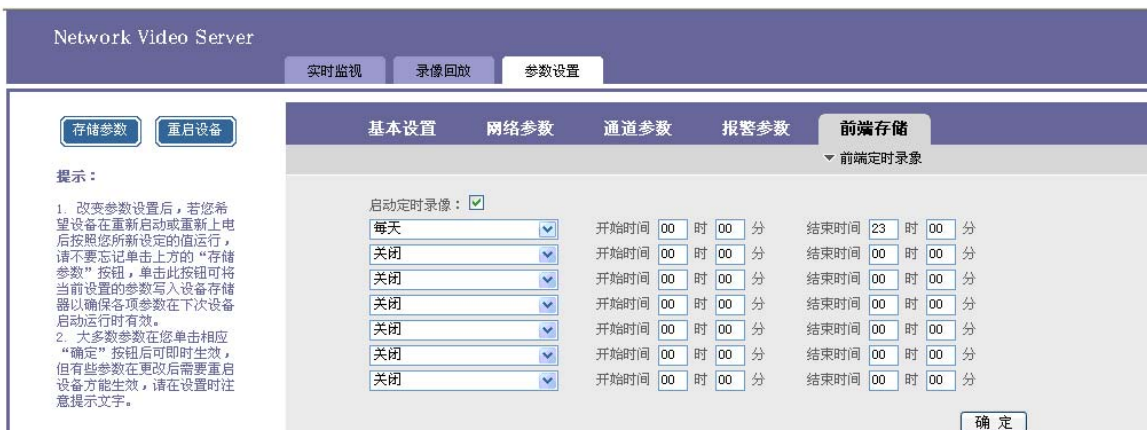 Network Video Server
实时监视 录像回放 参数设置
存储参数 重启设备
基本设置 网络参数 通道参数 报警参数 前端存储
前端定时录象
提示：
1. 改变参数设置后，若您希
望设备在重新启动或重新上电
后按照您所新设定的值运行，
请不要忘记单击上方的“存储
参数”按钮，单击此按钮可将
当前设置的参数写入设备存储
器以确保各项参数在下次设备
启动运行时有效。
2. 大多数参数在您单击相应
“确定”按钮后可即时生效，
但有些参数在更改后需要重启
设备方能生效，请在设置时注
意提示文字。
启动定时录像：
每天 开始时间 00 时 00 分 结束时间 23 时 00 分
关闭 开始时间 00 时 00 分 结束时间 00 时 00 分
关闭 开始时间 00 时 00 分 结束时间 00 时 00 分
关闭 开始时间 00 时 00 分 结束时间 00 时 00 分
关闭 开始时间 00 时 00 分 结束时间 00 时 00 分
关闭 开始时间 00 时 00 分 结束时间 00 时 00 分
关闭 开始时间 00 时 00 分 结束时间 00 时 00 分
确 定